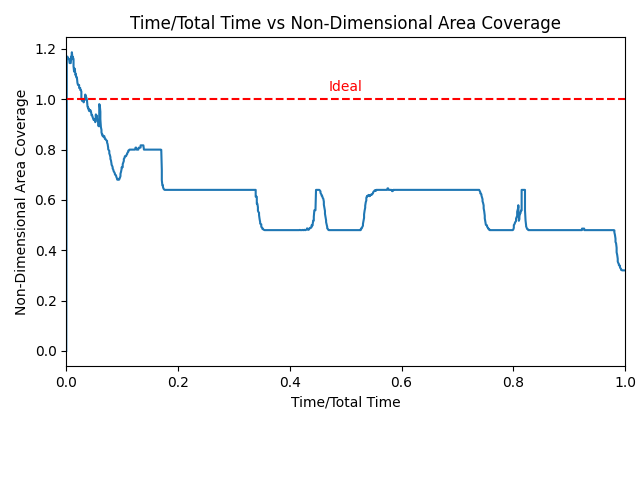 Time/Total Time vs Non-Dimensional Area Coverage
Non-Dimensional Area Coverage
1.2
1.0
0.8
0.6
0.4
0.2
0.0
Ideal
0.0 0.2 0.4 0.6 0.8 1.0
Time/Total Time